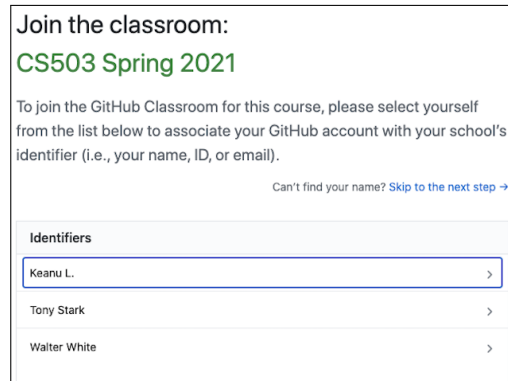 Join the classroom:
CS503 Spring 2021
To join the GitHub Classroom for this course, please select yourself
from the list below to associate your GitHub account with your school's
identifier (i.e., your name, ID, or email).
Can't find your name? Skip to the next step →
Identifiers
Keanu L.
Tony Stark
Walter White